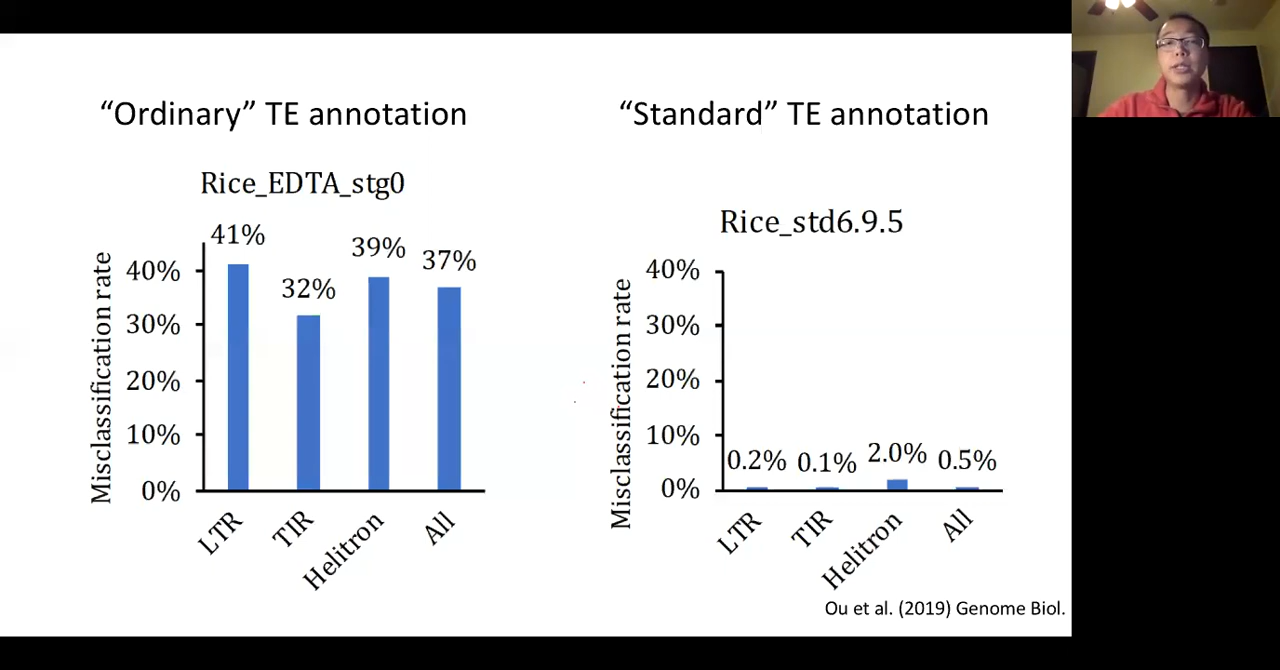 “Ordinary” TE annotation
Rice_EDTA_stg0
Misclassification rate
40%
30%
20%
10%
0%
41%
32%
39%
37%
LTR
TIR
Helitron
All
“Standard” TE annotation
Rice_std6.9.5
Misclassification rate
40%
30%
20%
10%
0%
0.2%
0.1%
2.0%
0.5%
LTR
TIR
Helitron
All
Ou et al. (2019) Genome Biol.